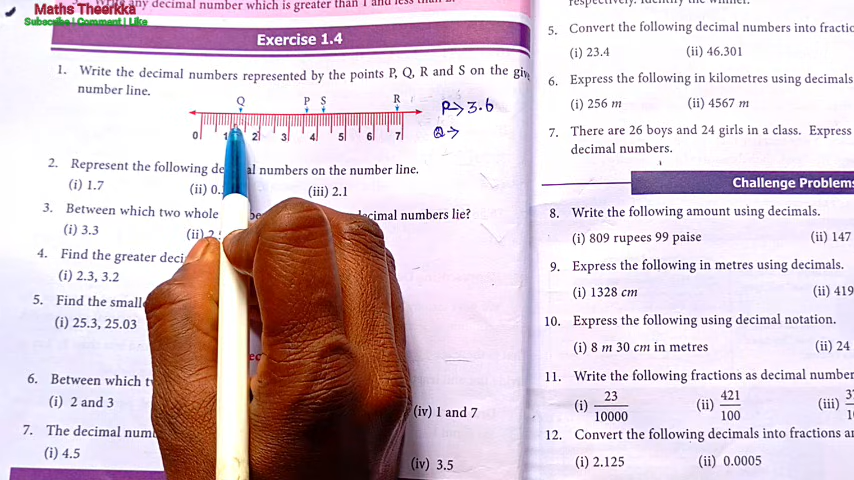 Write any decimal number which is greater than 1 and less than
Maths Theerkka
Subscribe | Comment | Like
Exercise 1.4
1. Write the decimal numbers represented by the points P, Q, R and S on the give
number line.
Q P S R
0 1 2 3 4 5 6 7
P→3.6
Q→
2. Represent the following de al numbers on the number line.
(i) 1.7 (ii) 0. (iii) 2.1
3. Between which two whole decimal numbers lie?
(i) 3.3 (ii) 2
4. Find the greater deci
(i) 2.3, 3.2
5. Find the small
(i) 25.3, 25.03
6. Between which t
(i) 2 and 3 (iv) 1 and 7
7. The decimal num
(i) 4.5 (iv) 3.5
respectively. Identify the winner.
5. Convert the following decimal numbers into fractio
(i) 23.4 (ii) 46.301
6. Express the following in kilometres using decimals
(i) 256 m (ii) 4567 m
7. There are 26 boys and 24 girls in a class. Express
decimal numbers.
Challenge Problems
8. Write the following amount using decimals.
(i) 809 rupees 99 paise (ii) 147
9. Express the following in metres using decimals.
(i) 1328 cm (ii) 419
10. Express the following using decimal notation.
(i) 8 m 30 cm in metres (ii) 24
11. Write the following fractions as decimal number
(i) 23/10000 (ii) 421/100 (iii) 3
12. Convert the following decimals into fractions an
(i) 2.125 (ii) 0.0005